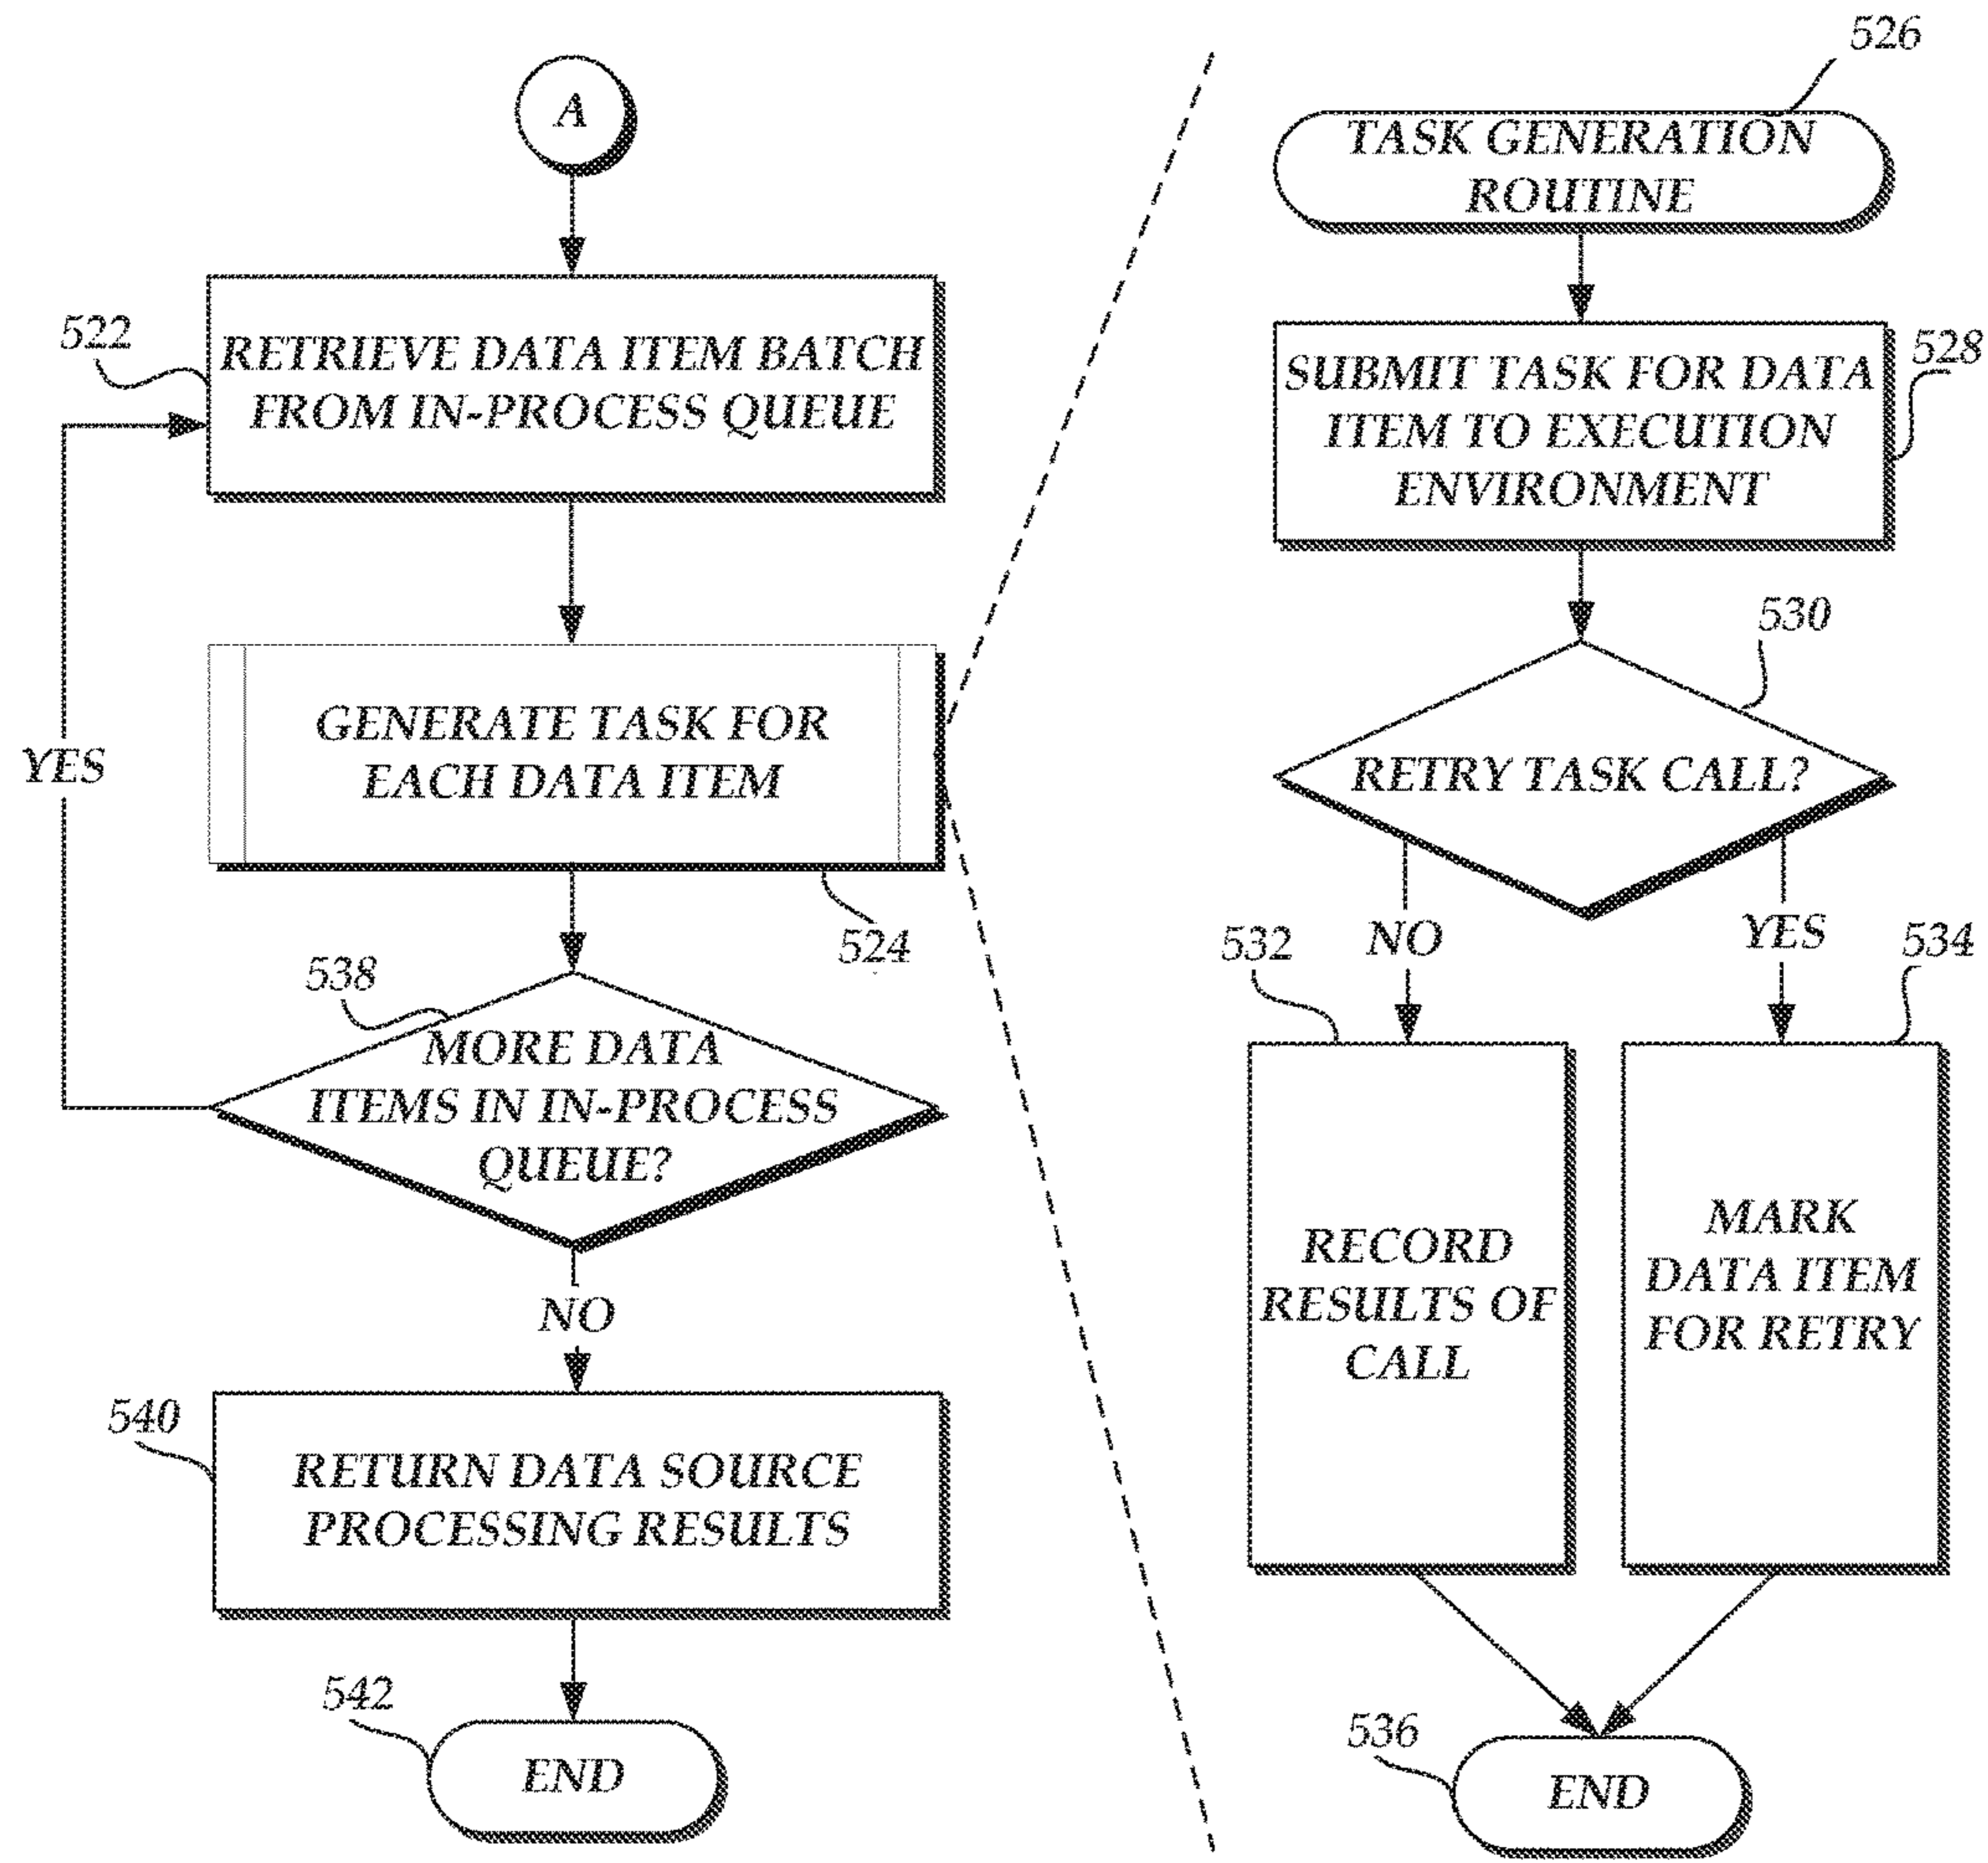 A
522
RETRIEVE DATA ITEM BATCH
FROM IN-PROCESS QUEUE
GENERATE TASK FOR
EACH DATA ITEM
524
YES
538
MORE DATA
ITEMS IN IN-PROCESS
QUEUE?
NO
540
RETURN DATA SOURCE
PROCESSING RESULTS
542
END
526
TASK GENERATION
ROUTINE
528
SUBMIT TASK FOR DATA
ITEM TO EXECUTION
ENVIRONMENT
530
RETRY TASK CALL?
532
NO
YES
534
RECORD
RESULTS OF
CALL
MARK
DATA ITEM
FOR RETRY
536
END